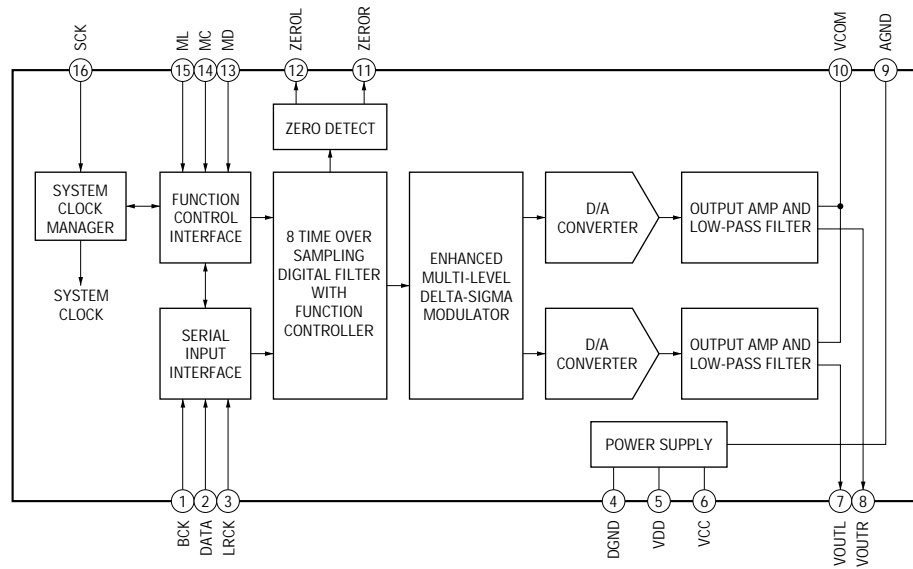 SCK
ML
MC
MD
ZEROL
ZEROR
VCOM
AGND
16
15
14
13
12
11
10
9
ZERO DETECT
SYSTEM
CLOCK
MANAGER
FUNCTION
CONTROL
INTERFACE
8 TIME OVER
SAMPLING
DIGITAL FILTER
WITH
FUNCTION
CONTROLLER
ENHANCED
MULTI-LEVEL
DELTA-SIGMA
MODULATOR
D/A
CONVERTER
OUTPUT AMP AND
LOW-PASS FILTER
SYSTEM
CLOCK
SERIAL
INPUT
INTERFACE
D/A
CONVERTER
OUTPUT AMP AND
LOW-PASS FILTER
POWER SUPPLY
1
2
3
4
5
6
7
8
BCK
DATA
LRCK
DGND
VDD
VCC
VOUTL
VOUTR